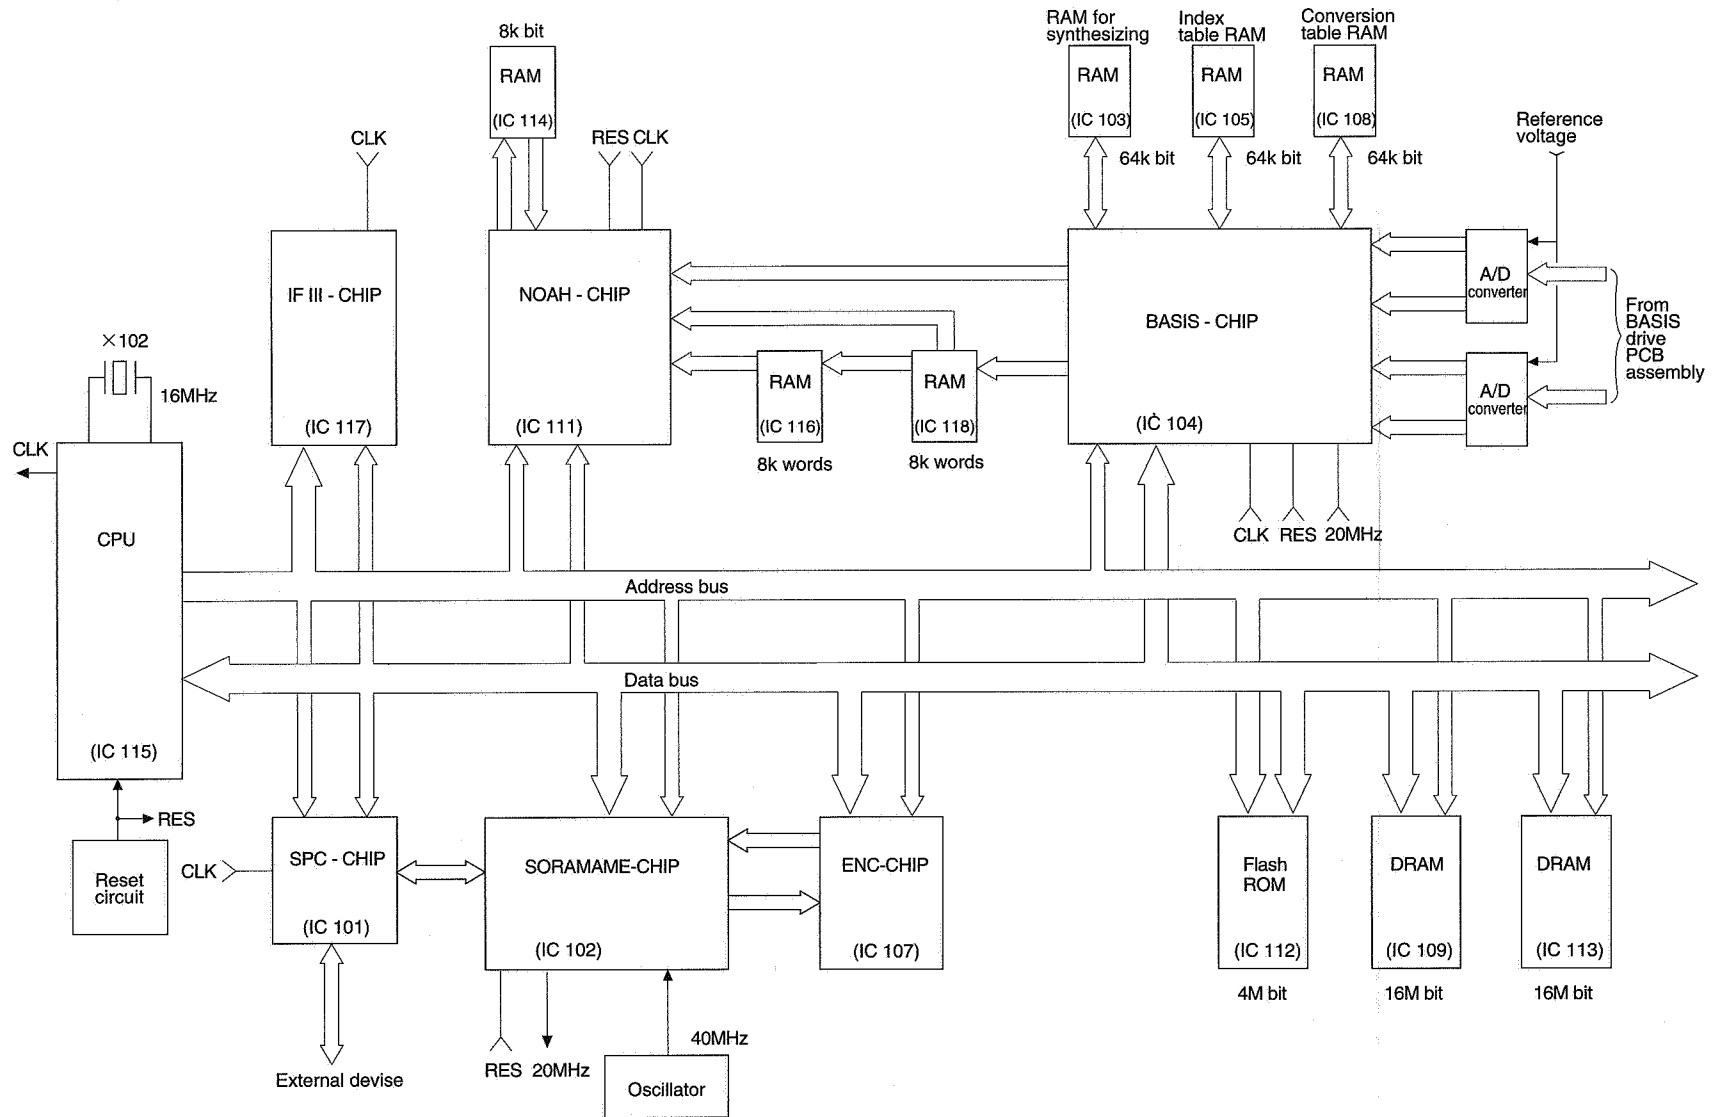 8k bit
RAM
(IC 114)
RAM for
synthesizing
RAM
(IC 103)
64k bit
Index
table RAM
RAM
(IC 105)
64k bit
Conversion
table RAM
RAM
(IC 108)
64k bit
Reference
voltage
CLK
RES CLK
IF III - CHIP
(IC 117)
NOAH - CHIP
(IC 111)
RAM
(IC 116)
8k words
RAM
(IC 118)
8k words
BASIS - CHIP
(IC 104)
A/D
converter
A/D
converter
From
BASIS
drive
PCB
assembly
×102
16MHz
CLK
CPU
(IC 115)
CLK RES 20MHz
Address bus
Data bus
RES
Reset
circuit
CLK
SPC - CHIP
(IC 101)
External devise
SORAMAME-CHIP
(IC 102)
RES 20MHz
40MHz
Oscillator
ENC-CHIP
(IC 107)
Flash
ROM
(IC 112)
4M bit
DRAM
(IC 109)
16M bit
DRAM
(IC 113)
16M bit